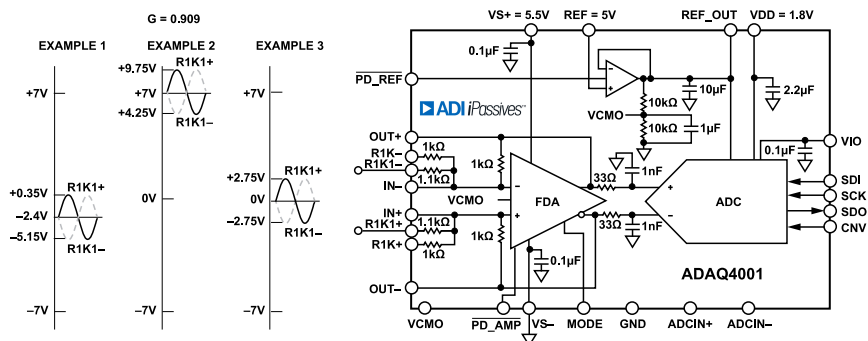 G = 0.909
EXAMPLE 1
EXAMPLE 2
EXAMPLE 3
+7V
+0.35V
R1K1+
–2.4V
–5.15V
R1K1–
–7V
+9.75V
R1K1+
+7V
+4.25V
R1K1–
0V
–7V
+7V
+2.75V
R1K1+
0V
–2.75V
R1K1–
–7V
VS+ = 5.5V
REF = 5V
REF_OUT
VDD = 1.8V
0.1µF
PD_REF
10kΩ
10µF
2.2µF
ADI iPassives™
VCMO
10kΩ
1µF
VIO
0.1µF
OUT+
1kΩ
R1K–
R1K1–
1.1kΩ
IN–
1kΩ
VCMO
FDA
33Ω
1nF
ADC
SDI
SCK
SDO
CNV
IN+
1.1kΩ
R1K1+
R1K+
1kΩ
1kΩ
33Ω
1nF
0.1µF
OUT–
ADAQ4001
VCMO
PD_AMP
VS–
MODE
GND
ADCIN+
ADCIN–